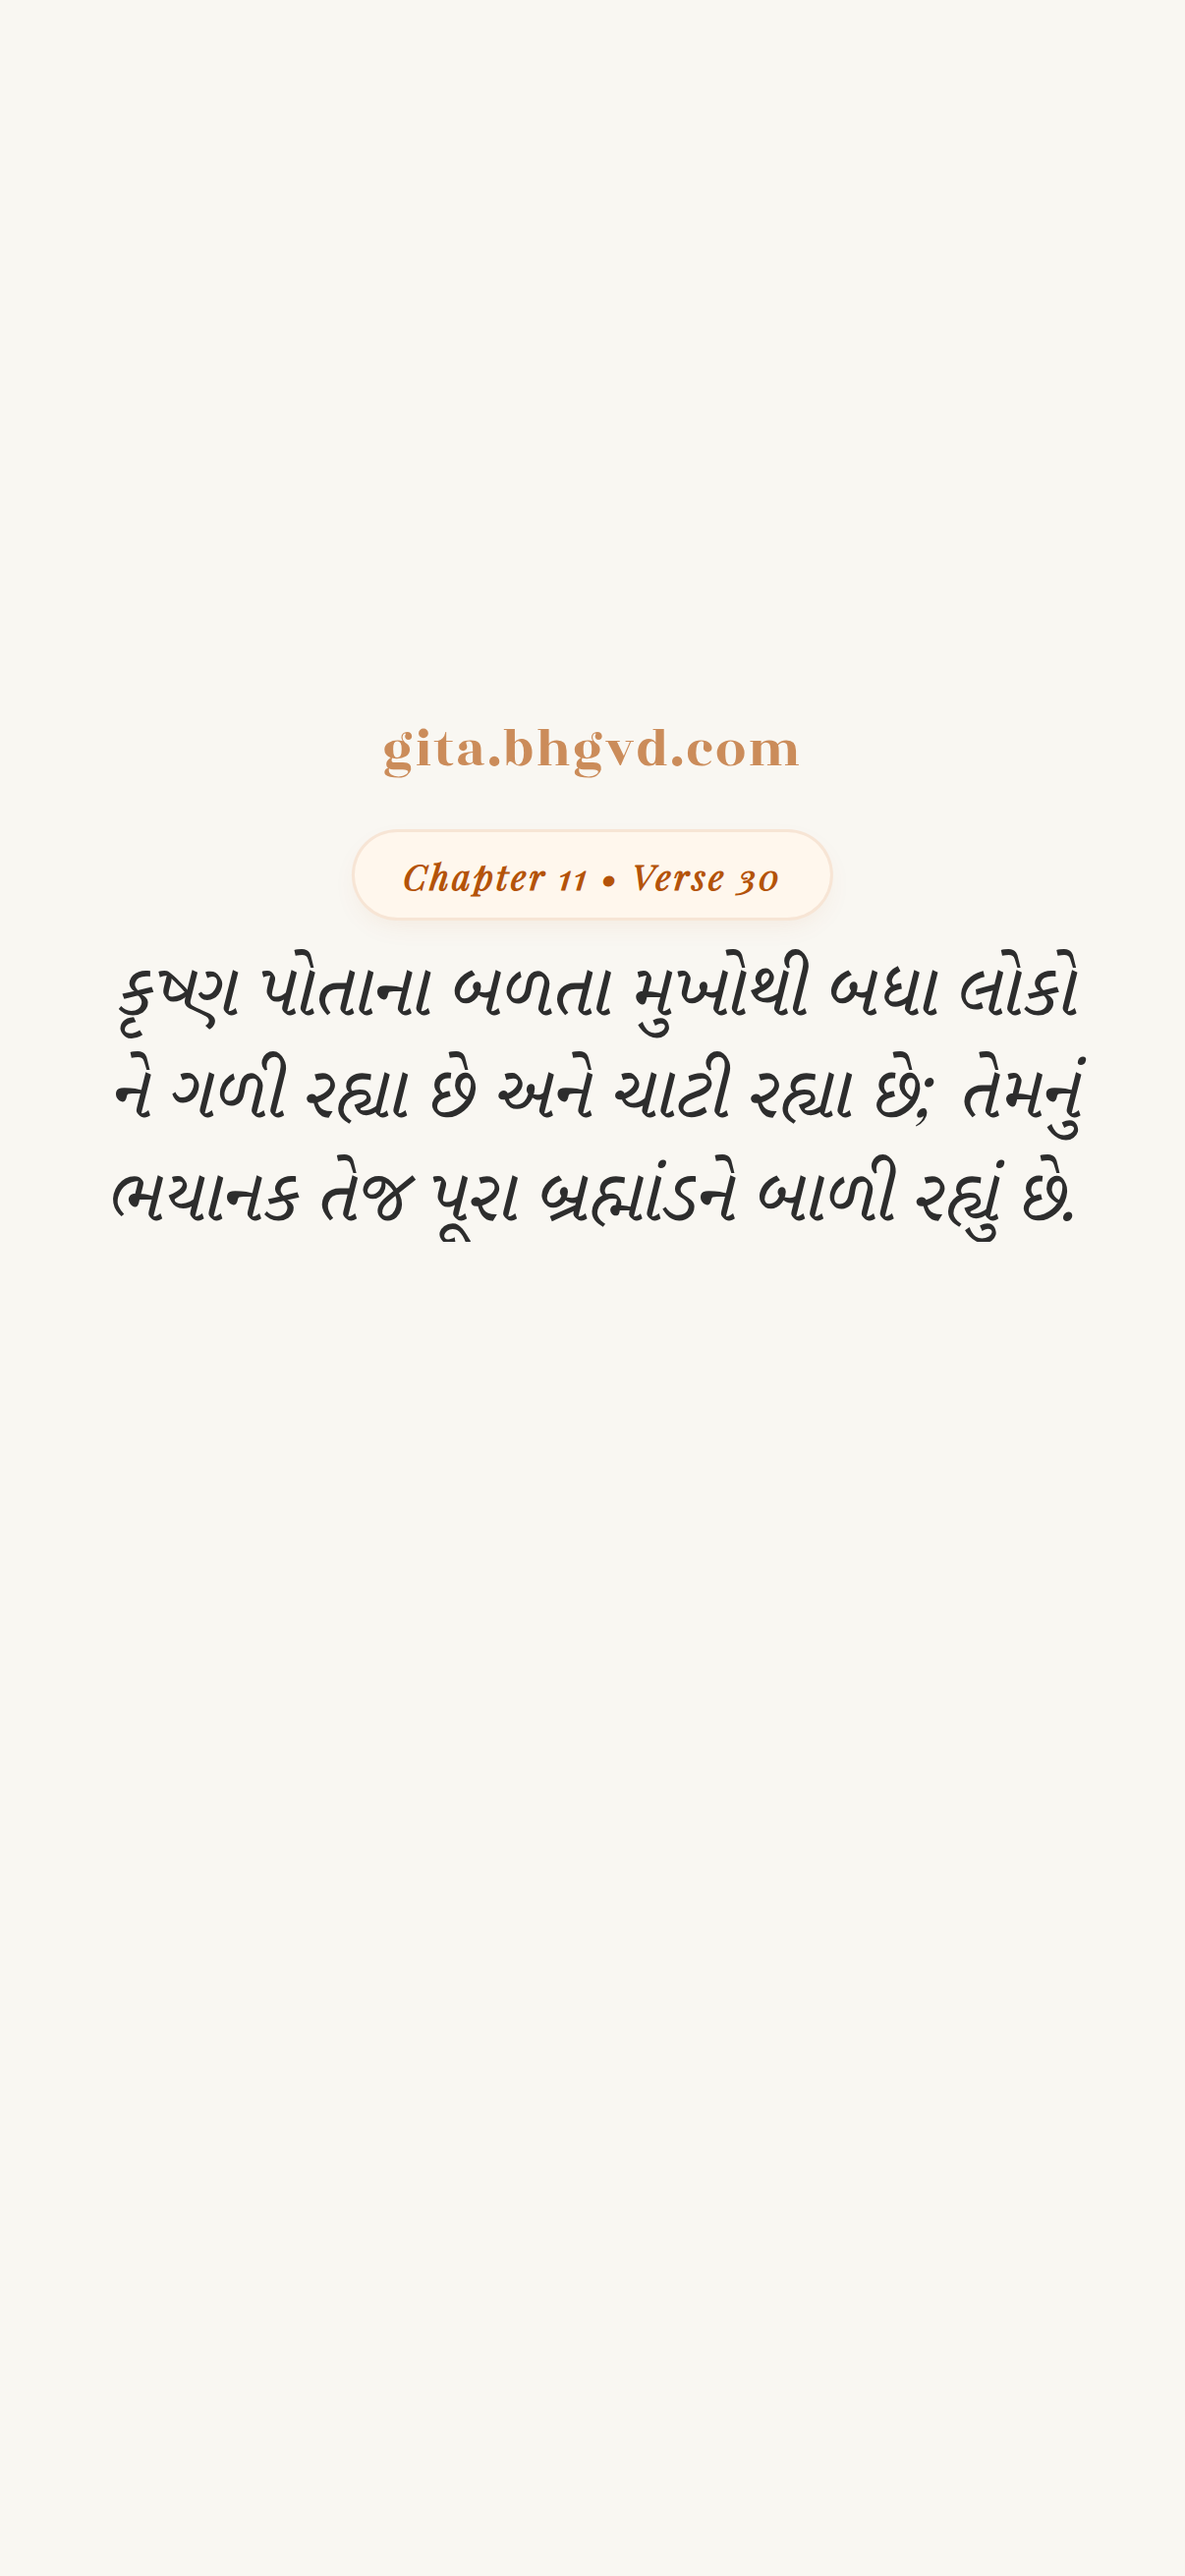 gita.bhgvd.com
Chapter 11 • Verse 30
કૃષ્ણ પોતાના બળતા મુખોથી બધા લોકો
ને ગળી રહ્યા છે અને ચાટી રહ્યા છે; તેમનું
ભયાનક તેજ પૂરા બ્રહ્માંડને બાળી રહ્યું છે.